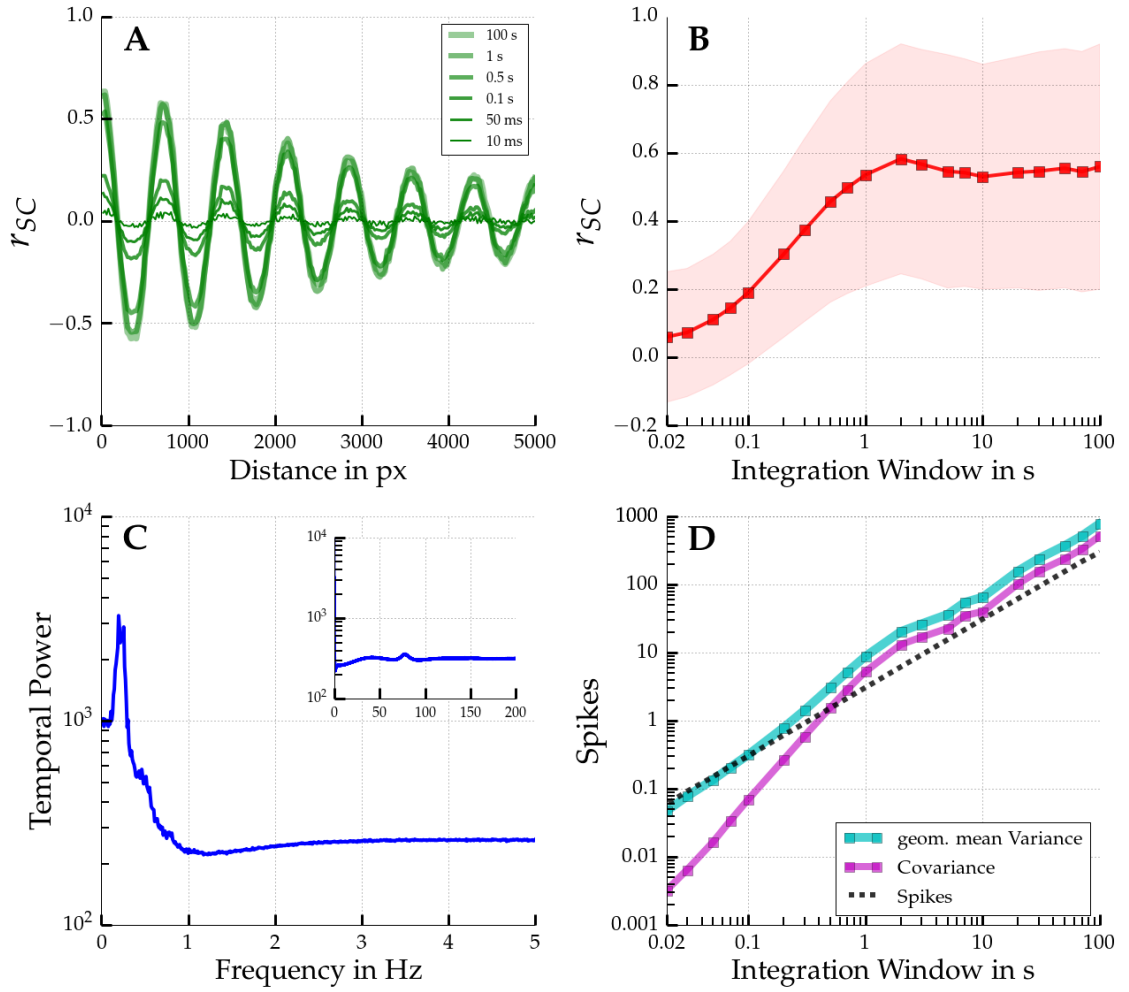 A
1.0
0.5
0.0
−0.5
−1.0
r_SC
100 s
1 s
0.5 s
0.1 s
50 ms
10 ms
0 1000 2000 3000 4000 5000
Distance in px
B
1.0
0.8
0.6
0.4
0.2
0.0
−0.2
r_SC
0.02 0.1 1 10 100
Integration Window in s
C
10^4
10^3
10^2
Temporal Power
10^4
10^3
10^2
0 50 100 150 200
0 1 2 3 4 5
Frequency in Hz
D
1000
100
10
1
0.1
0.01
0.001
Spikes
geom. mean Variance
Covariance
Spikes
0.02 0.1 1 10 100
Integration Window in s